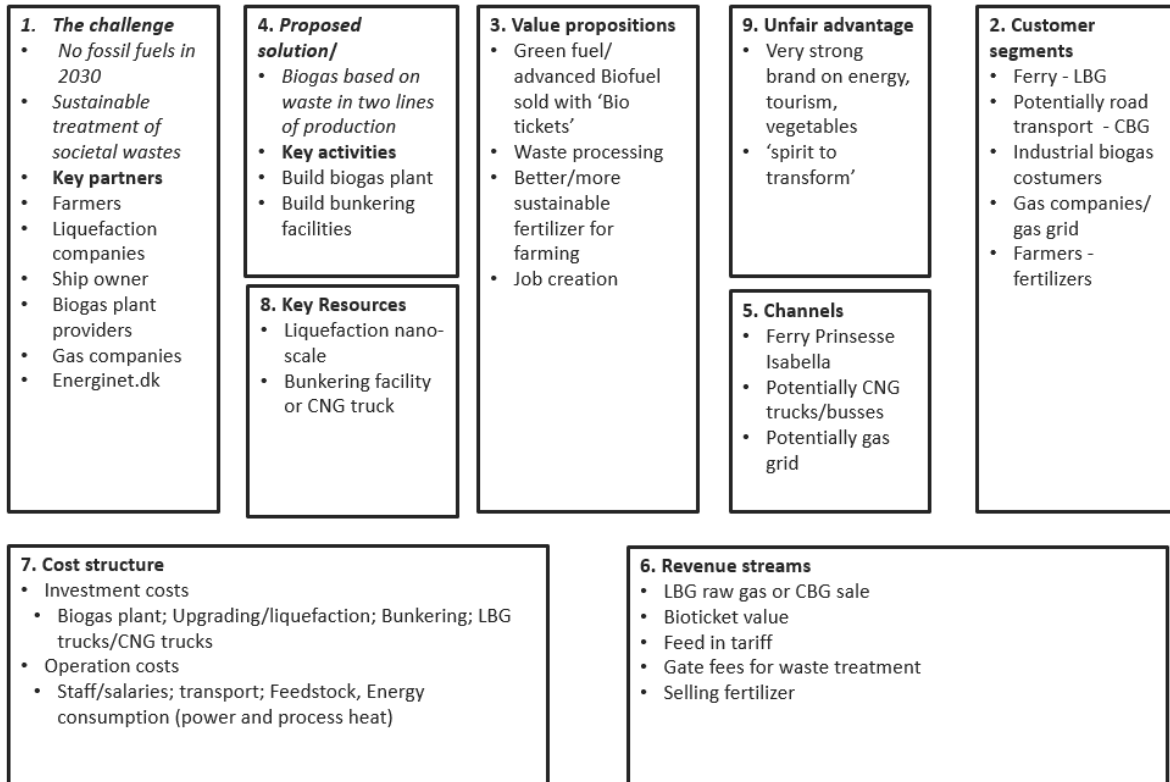 1. The challenge
• No fossil fuels in
2030
• Sustainable
treatment of
societal wastes
• Key partners
• Farmers
• Liquefaction
companies
• Ship owner
• Biogas plant
providers
• Gas companies
• Energinet.dk
4. Proposed
solution/
• Biogas based on
waste in two lines
of production
• Key activities
• Build biogas plant
• Build bunkering
facilities
8. Key Resources
• Liquefaction nano-
scale
• Bunkering facility
or CNG truck
3. Value propositions
• Green fuel/
advanced Biofuel
sold with ‘Bio
tickets’
• Waste processing
• Better/more
sustainable
fertilizer for
farming
• Job creation
9. Unfair advantage
• Very strong
brand on energy,
tourism,
vegetables
• ‘spirit to
transform’
5. Channels
• Ferry Prinsesse
Isabella
• Potentially CNG
trucks/busses
• Potentially gas
grid
2. Customer
segments
• Ferry - LBG
• Potentially road
transport - CBG
• Industrial biogas
costumers
• Gas companies/
gas grid
• Farmers -
fertilizers
7. Cost structure
• Investment costs
• Biogas plant; Upgrading/liquefaction; Bunkering; LBG
trucks/CNG trucks
• Operation costs
• Staff/salaries; transport; Feedstock, Energy
consumption (power and process heat)
6. Revenue streams
• LBG raw gas or CBG sale
• Bioticket value
• Feed in tariff
• Gate fees for waste treatment
• Selling fertilizer